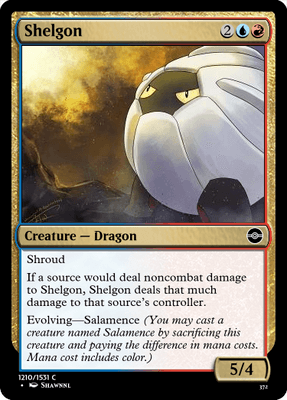 Shelgon 2
Creature — Dragon
Shroud
If a source would deal noncombat damage
to Shelgon, Shelgon deals that much
damage to that source's controller.
Evolving—Salamence (You may cast a
creature named Salamence by sacrificing this
creature and paying the difference in mana costs.
Mana cost includes color.)
5/4
1210/1531 C
Shawnnl